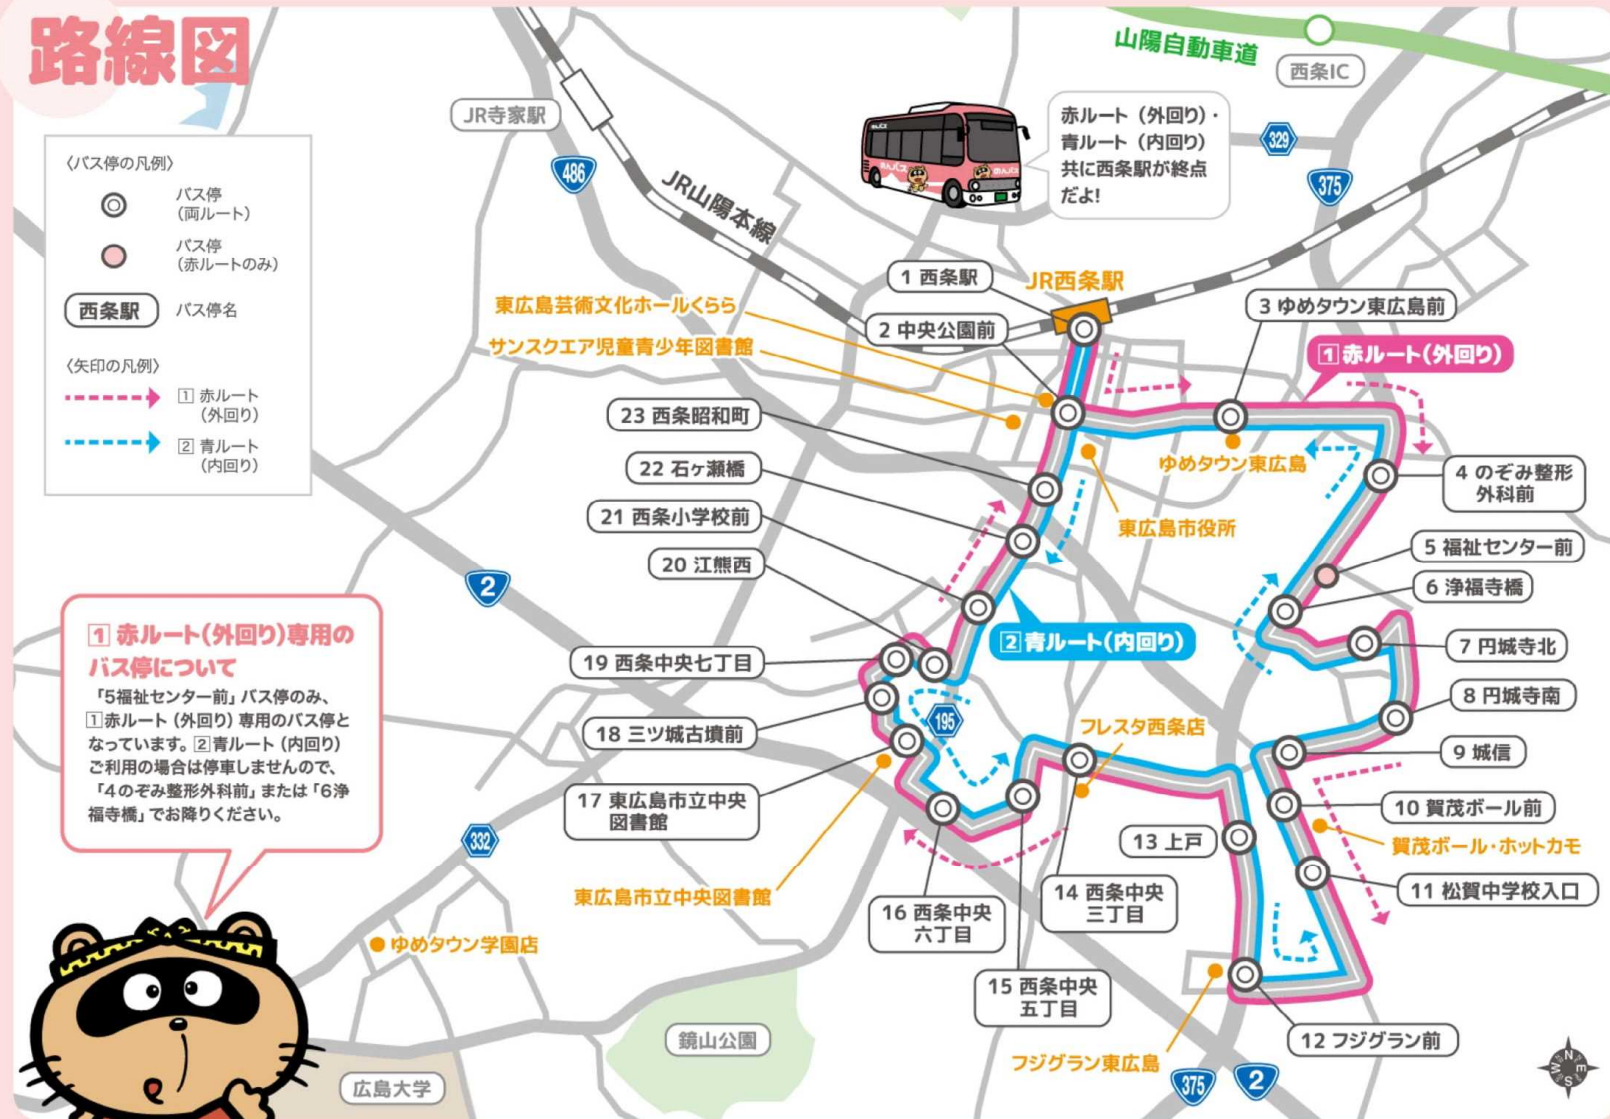 路線図
〈バス停の凡例〉
バス停
(両ルート)
バス停
(赤ルートのみ)
西条駅
バス停名
〈矢印の凡例〉
1 赤ルート
(外回り)
2 青ルート
(内回り)
JR寺家駅
486
JR山陽本線
山陽自動車道
西条IC
329
375
赤ルート(外回り)・
青ルート(内回り)
共に西条駅が終点
だよ!
のんバス
のんバス
1 西条駅
JR西条駅
2 中央公園前
3 ゆめタウン東広島前
東広島芸術文化ホールくらら
サンスクエア児童青少年図書館
1 赤ルート(外回り)
23 西条昭和町
22 石ヶ瀬橋
21 西条小学校前
20 江熊西
ゆめタウン東広島
東広島市役所
4 のぞみ整形
外科前
5 福祉センター前
6 浄福寺橋
2
2 青ルート(内回り)
7 円城寺北
19 西条中央七丁目
8 円城寺南
18 三ツ城古墳前
195
フレスタ西条店
9 城信
17 東広島市立中央
図書館
10 賀茂ボール前
13 上戸
賀茂ボール・ホットカモ
11 松賀中学校入口
1 赤ルート(外回り)専用の
バス停について
「5福祉センター前」バス停のみ、
1赤ルート(外回り)専用のバス停と
なっています。2青ルート(内回り)
ご利用の場合は停車しませんので、
「4のぞみ整形外科前」または「6浄
福寺橋」でお降りください。
332
東広島市立中央図書館
16 西条中央
六丁目
14 西条中央
三丁目
15 西条中央
五丁目
ゆめタウン学園店
鏡山公園
広島大学
フジグラン東広島
12 フジグラン前
375
2
N
W
E
S